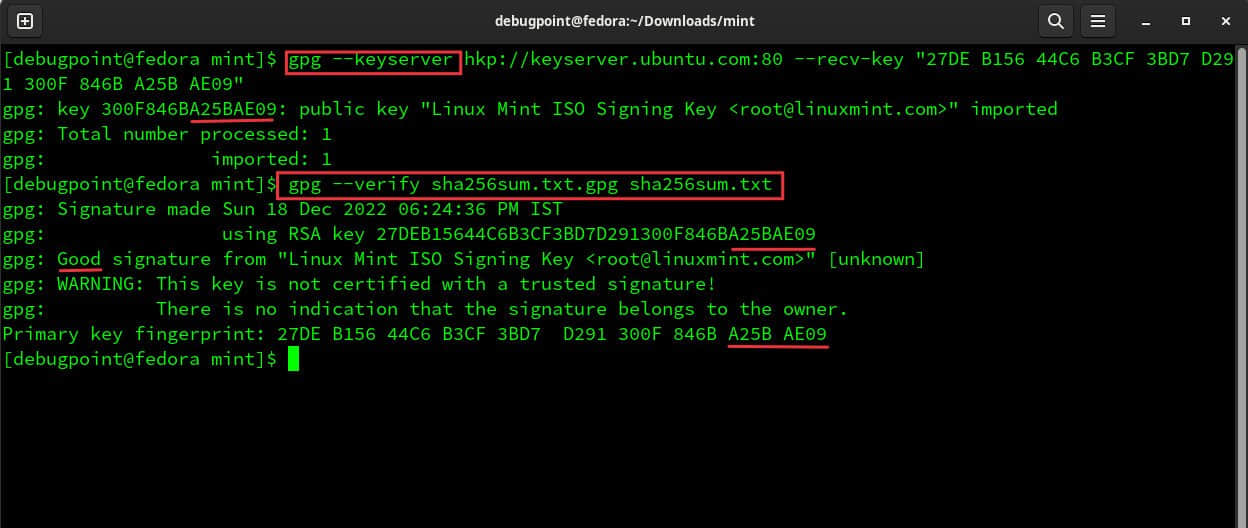 debugpoint@fedora:~/Downloads/mint
[debugpoint@fedora mint]$ gpg --keyserver hkp://keyserver.ubuntu.com:80 --recv-key "27DE B156 44C6 B3CF 3BD7 D29
1 300F 846B A25B AE09"
gpg: key 300F846BA25BAE09: public key "Linux Mint ISO Signing Key <root@linuxmint.com>" imported
gpg: Total number processed: 1
gpg:               imported: 1
[debugpoint@fedora mint]$ gpg --verify sha256sum.txt.gpg sha256sum.txt
gpg: Signature made Sun 18 Dec 2022 06:24:36 PM IST
gpg:                using RSA key 27DEB15644C6B3CF3BD7D291300F846BA25BAE09
gpg: Good signature from "Linux Mint ISO Signing Key <root@linuxmint.com>" [unknown]
gpg: WARNING: This key is not certified with a trusted signature!
gpg:          There is no indication that the signature belongs to the owner.
Primary key fingerprint: 27DE B156 44C6 B3CF 3BD7  D291 300F 846B A25B AE09
[debugpoint@fedora mint]$